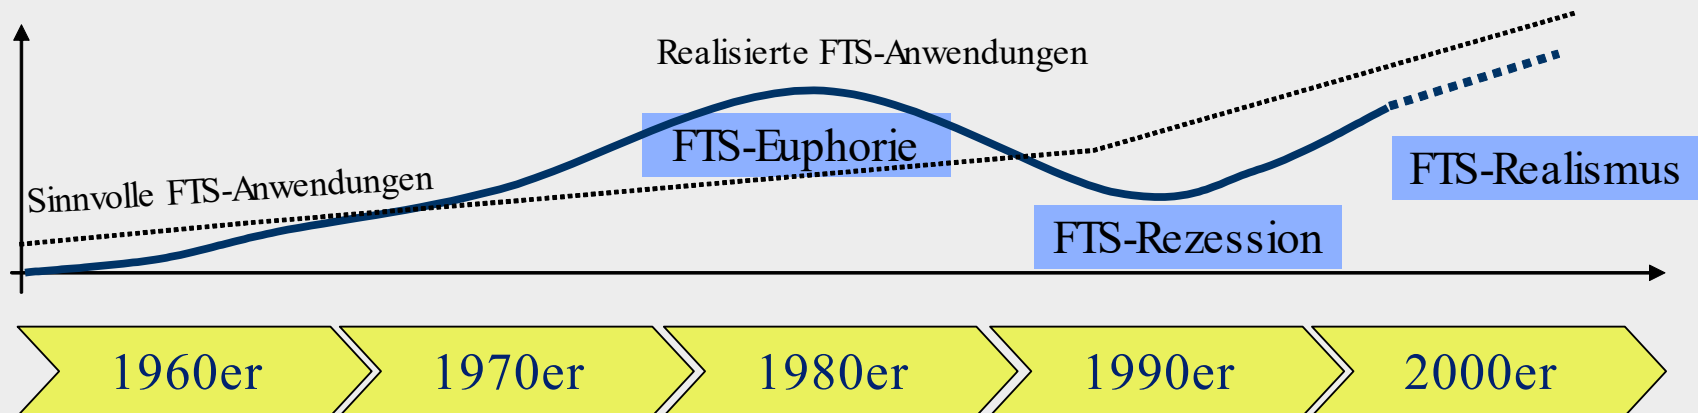 Realisierte FTS-Anwendungen
FTS-Euphorie
Sinnvolle FTS-Anwendungen
FTS-Realismus
FTS-Rezession
1960er
1970er
1980er
1990er
2000er